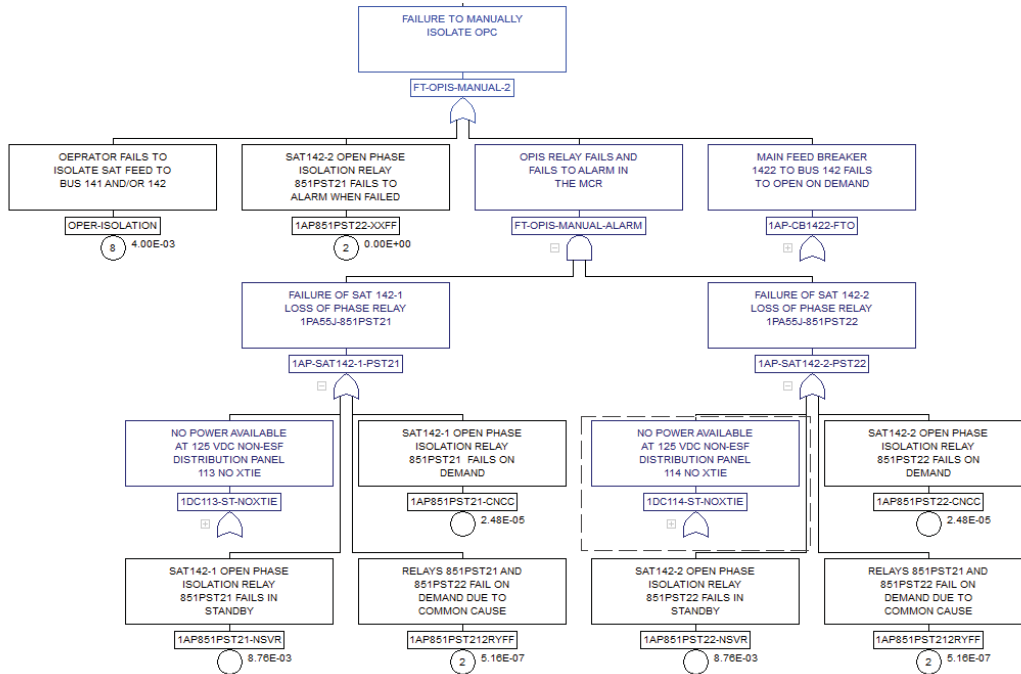 FAILURE TO MANUALLY
ISOLATE OPC
FT-OPIS-MANUAL-2
OEPRATOR FAILS TO
ISOLATE SAT FEED TO
BUS 141 AND/OR 142
OPER-ISOLATION
8
4.00E-03
SAT142-2 OPEN PHASE
ISOLATION RELAY
851PST21 FAILS TO
ALARM WHEN FAILED
1AP851PST22-XXFF
2
0.00E+00
OPIS RELAY FAILS AND
FAILS TO ALARM IN
THE MCR
FT-OPIS-MANUAL-ALARM
MAIN FEED BREAKER
1422 TO BUS 142 FAILS
TO OPEN ON DEMAND
1AP-CB1422-FTO
FAILURE OF SAT 142-1
LOSS OF PHASE RELAY
1PA55J-851PST21
1AP-SAT142-1-PST21
FAILURE OF SAT 142-2
LOSS OF PHASE RELAY
1PA55J-851PST22
1AP-SAT142-2-PST22
NO POWER AVAILABLE
AT 125 VDC NON-ESF
DISTRIBUTION PANEL
113 NO XTIE
1DC113-ST-NOXTIE
SAT142-1 OPEN PHASE
ISOLATION RELAY
851PST21 FAILS ON
DEMAND
1AP851PST21-CNCC
2.48E-05
NO POWER AVAILABLE
AT 125 VDC NON-ESF
DISTRIBUTION PANEL
114 NO XTIE
1DC114-ST-NOXTIE
SAT142-2 OPEN PHASE
ISOLATION RELAY
851PST22 FAILS ON
DEMAND
1AP851PST22-CNCC
2.48E-05
SAT142-1 OPEN PHASE
ISOLATION RELAY
851PST21 FAILS IN
STANDBY
1AP851PST21-NSVR
8.76E-03
RELAYS 851PST21 AND
851PST22 FAIL ON
DEMAND DUE TO
COMMON CAUSE
1AP851PST212RYFF
2
5.16E-07
SAT142-2 OPEN PHASE
ISOLATION RELAY
851PST22 FAILS IN
STANDBY
1AP851PST22-NSVR
8.76E-03
RELAYS 851PST21 AND
851PST22 FAIL ON
DEMAND DUE TO
COMMON CAUSE
1AP851PST212RYFF
2
5.16E-07